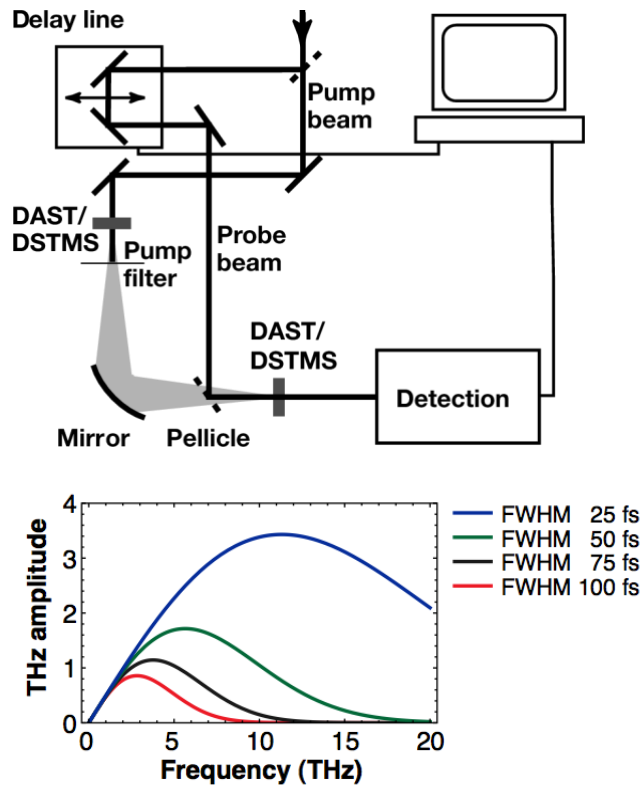 Delay line
Pump
beam
DAST/
DSTMS
Pump
filter
Probe
beam
DAST/
DSTMS
Detection
Mirror
Pellicle
4
3
2
1
0
THz amplitude
0
5
10
15
20
Frequency (THz)
FWHM 25 fs
FWHM 50 fs
FWHM 75 fs
FWHM 100 fs